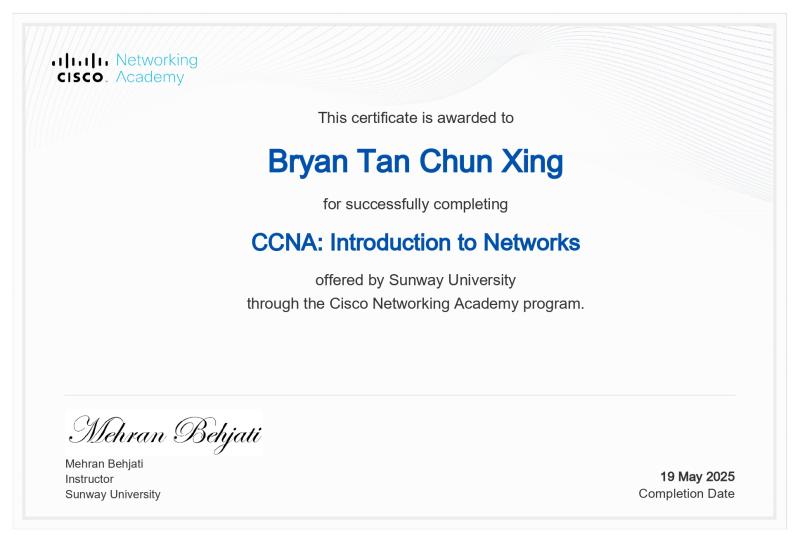 Networking
CISCO. Academy
This certificate is awarded to
Bryan Tan Chun Xing
for successfully completing
CCNA: Introduction to Networks
offered by Sunway University
through the Cisco Networking Academy program.
Mehran Behjati
Mehran Behjati
Instructor
Sunway University
19 May 2025
Completion Date